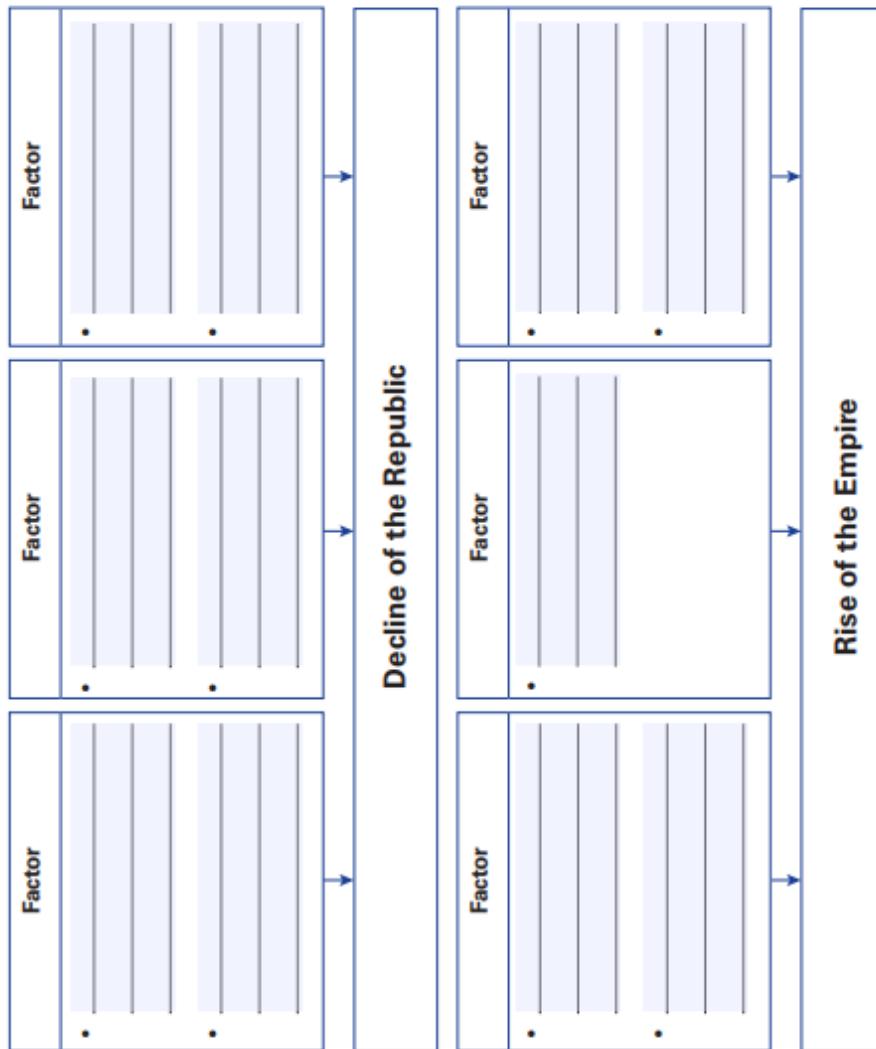 Factor
•
•
Factor
•
•
Factor
•
•
Decline of the Republic
Factor
•
•
Factor
•
Factor
•
•
Rise of the Empire